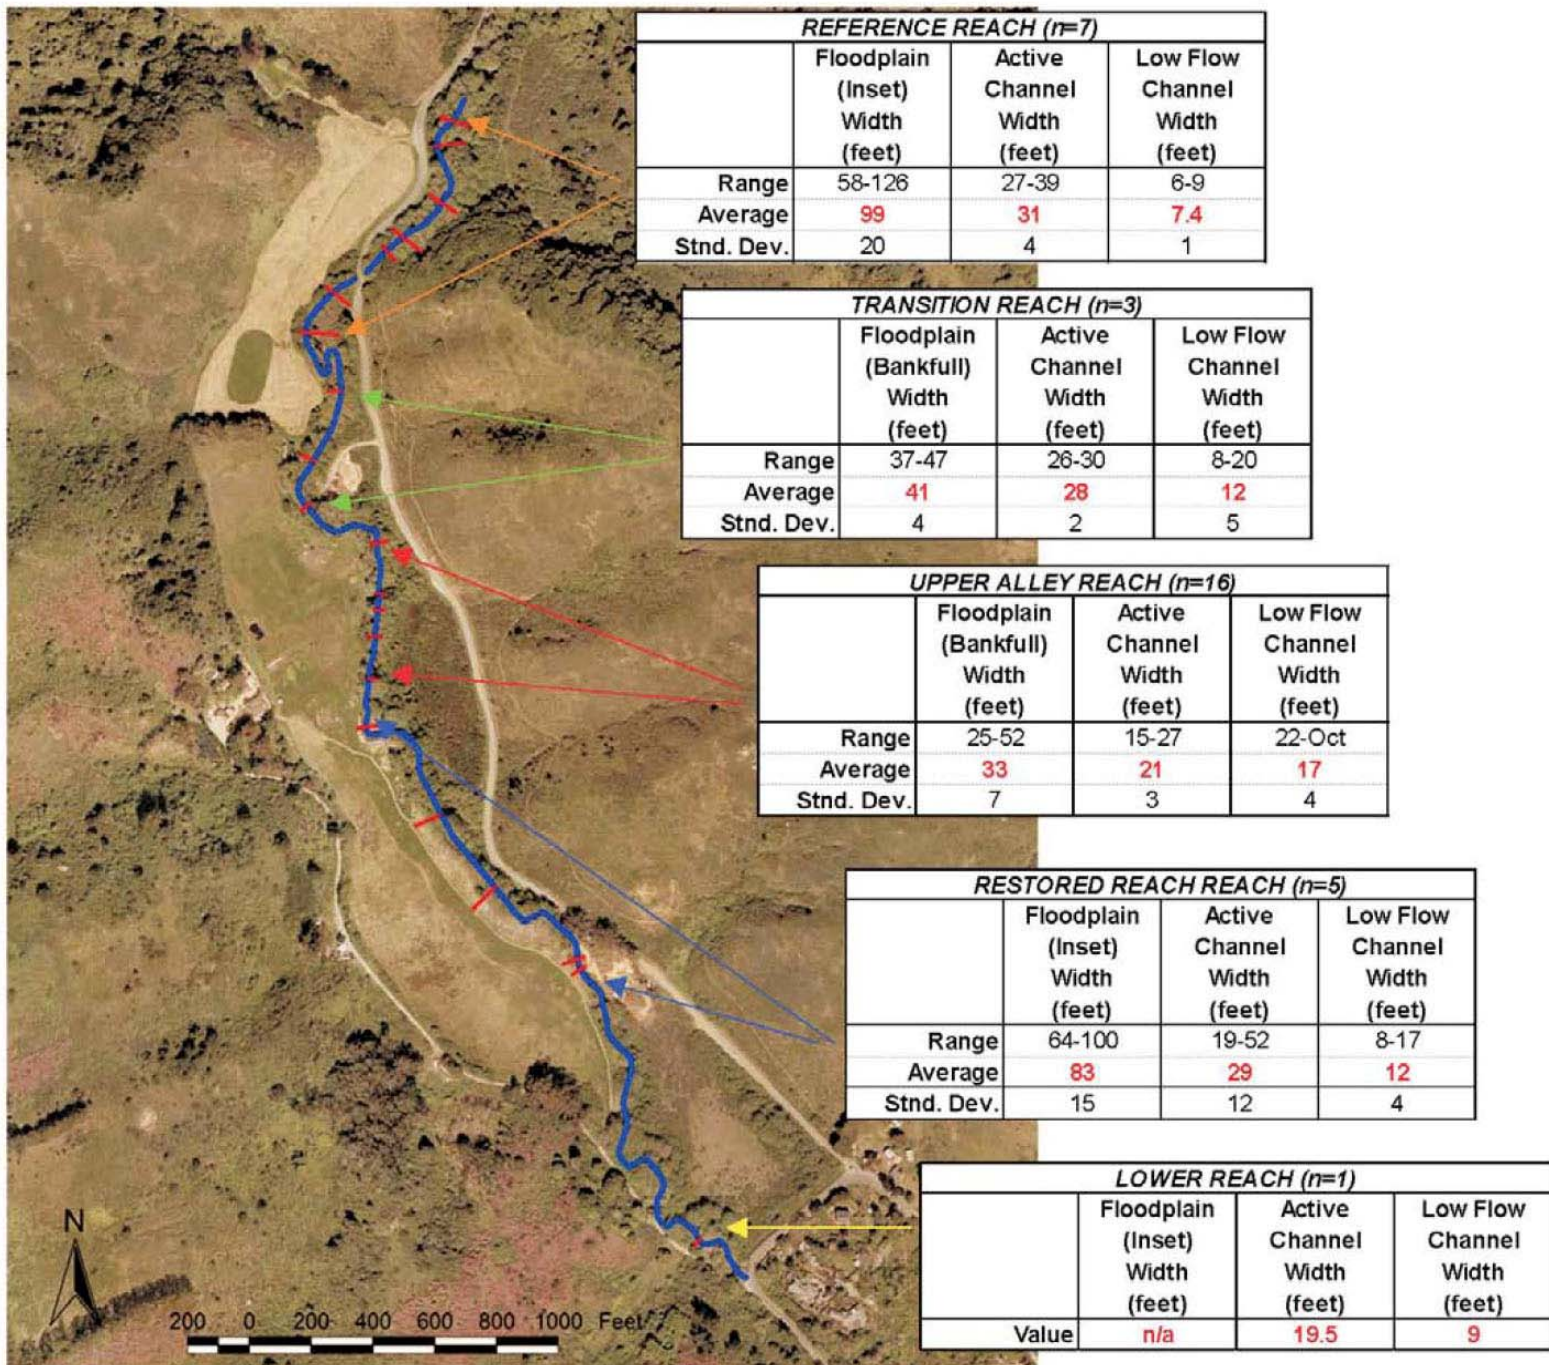 REFERENCE REACH (n=7)
Floodplain (Inset) Width (feet) Active Channel Width (feet) Low Flow Channel Width (feet)
Range 58-126 27-39 6-9
Average 99 31 7.4
Stnd. Dev. 20 4 1
TRANSITION REACH (n=3)
Floodplain (Bankfull) Width (feet) Active Channel Width (feet) Low Flow Channel Width (feet)
Range 37-47 26-30 8-20
Average 41 28 12
Stnd. Dev. 4 2 5
UPPER ALLEY REACH (n=16)
Floodplain (Bankfull) Width (feet) Active Channel Width (feet) Low Flow Channel Width (feet)
Range 25-52 15-27 22-Oct
Average 33 21 17
Stnd. Dev. 7 3 4
RESTORED REACH REACH (n=5)
Floodplain (Inset) Width (feet) Active Channel Width (feet) Low Flow Channel Width (feet)
Range 64-100 19-52 8-17
Average 83 29 12
Stnd. Dev. 15 12 4
LOWER REACH (n=1)
Floodplain (Inset) Width (feet) Active Channel Width (feet) Low Flow Channel Width (feet)
Value n/a 19.5 9
N
200 0 200 400 600 800 1000 Feet